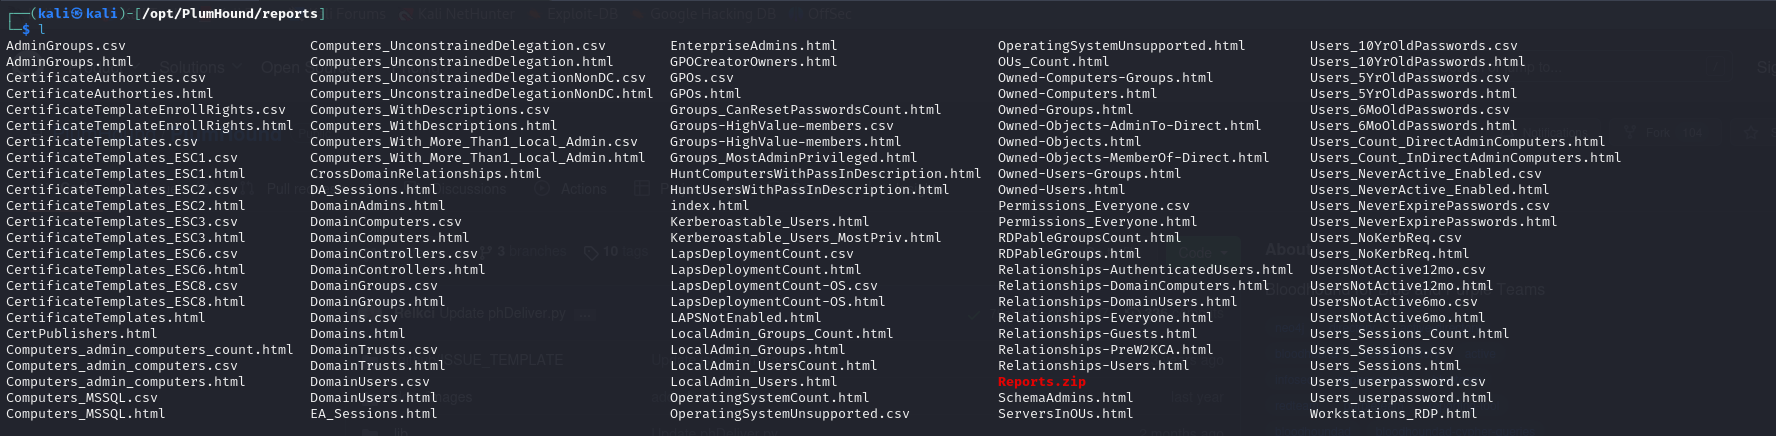 ┌──(kali㉿kali)-[/opt/PlumHound/reports]
└─$ l
AdminGroups.csv Computers_UnconstrainedDelegation.csv EnterpriseAdmins.html OperatingSystemUnsupported.html Users_10YrOldPasswords.csv
AdminGroups.html Computers_UnconstrainedDelegation.html GPOCreatorOwners.html OUs_Count.html Users_10YrOldPasswords.html
CertificateAuthorties.csv Computers_UnconstrainedDelegationNonDC.csv GPOs.csv Owned-Computers-Groups.html Users_5YrOldPasswords.csv
CertificateAuthorties.html Computers_UnconstrainedDelegationNonDC.html GPOs.html Owned-Computers.html Users_5YrOldPasswords.html
CertificateTemplateEnrollRights.csv Computers_WithDescriptions.csv Groups_CanResetPasswordsCount.html Owned-Groups.html Users_6MoOldPasswords.csv
CertificateTemplateEnrollRights.html Computers_WithDescriptions.html Groups-HighValue-members.csv Owned-Objects-AdminTo-Direct.html Users_6MoOldPasswords.html
CertificateTemplates.csv Computers_With_More_Than1_Local_Admin.csv Groups-HighValue-members.html Owned-Objects.html Users_Count_DirectAdminComputers.html
CertificateTemplates_ESC1.csv Computers_With_More_Than1_Local_Admin.html Groups_MostAdminPrivileged.html Owned-Objects-MemberOf-Direct.html Users_Count_InDirectAdminComputers.html
CertificateTemplates_ESC1.html CrossDomainRelationships.html HuntComputersWithPassInDescription.html Owned-Users-Groups.html Users_NeverActive_Enabled.csv
CertificateTemplates_ESC2.csv DA_Sessions.html HuntUsersWithPassInDescription.html Owned-Users.html Users_NeverActive_Enabled.html
CertificateTemplates_ESC2.html DomainAdmins.html index.html Permissions_Everyone.csv Users_NeverExpirePasswords.csv
CertificateTemplates_ESC3.csv DomainComputers.csv Kerberoastable_Users.html Permissions_Everyone.html Users_NeverExpirePasswords.html
CertificateTemplates_ESC3.html DomainComputers.html Kerberoastable_Users_MostPriv.html RDPableGroupsCount.html Users_NoKerbReq.csv
CertificateTemplates_ESC6.csv DomainControllers.csv LapsDeploymentCount.csv RDPableGroups.html Users_NoKerbReq.html
CertificateTemplates_ESC6.html DomainControllers.html LapsDeploymentCount.html Relationships-AuthenticatedUsers.html UsersNotActive12mo.csv
CertificateTemplates_ESC8.csv DomainGroups.csv LapsDeploymentCount-OS.csv Relationships-DomainComputers.html UsersNotActive12mo.html
CertificateTemplates_ESC8.html DomainGroups.html LapsDeploymentCount-OS.html Relationships-DomainUsers.html UsersNotActive6mo.csv
CertificateTemplates.html Domains.csv LAPSNotEnabled.html Relationships-Everyone.html UsersNotActive6mo.html
CertPublishers.html Domains.html LocalAdmin_Groups_Count.html Relationships-Guests.html Users_Sessions_Count.html
Computers_admin_computers_count.html DomainTrusts.csv LocalAdmin_Groups.html Relationships-PreW2KCA.html Users_Sessions.csv
Computers_admin_computers.csv DomainTrusts.html LocalAdmin_UsersCount.html Relationships-Users.html Users_Sessions.html
Computers_admin_computers.html DomainUsers.csv LocalAdmin_Users.html Reports.zip Users_userpassword.csv
Computers_MSSQL.csv DomainUsers.html OperatingSystemCount.html SchemaAdmins.html Users_userpassword.html
Computers_MSSQL.html EA_Sessions.html OperatingSystemUnsupported.csv ServersInOUs.html Workstations_RDP.html